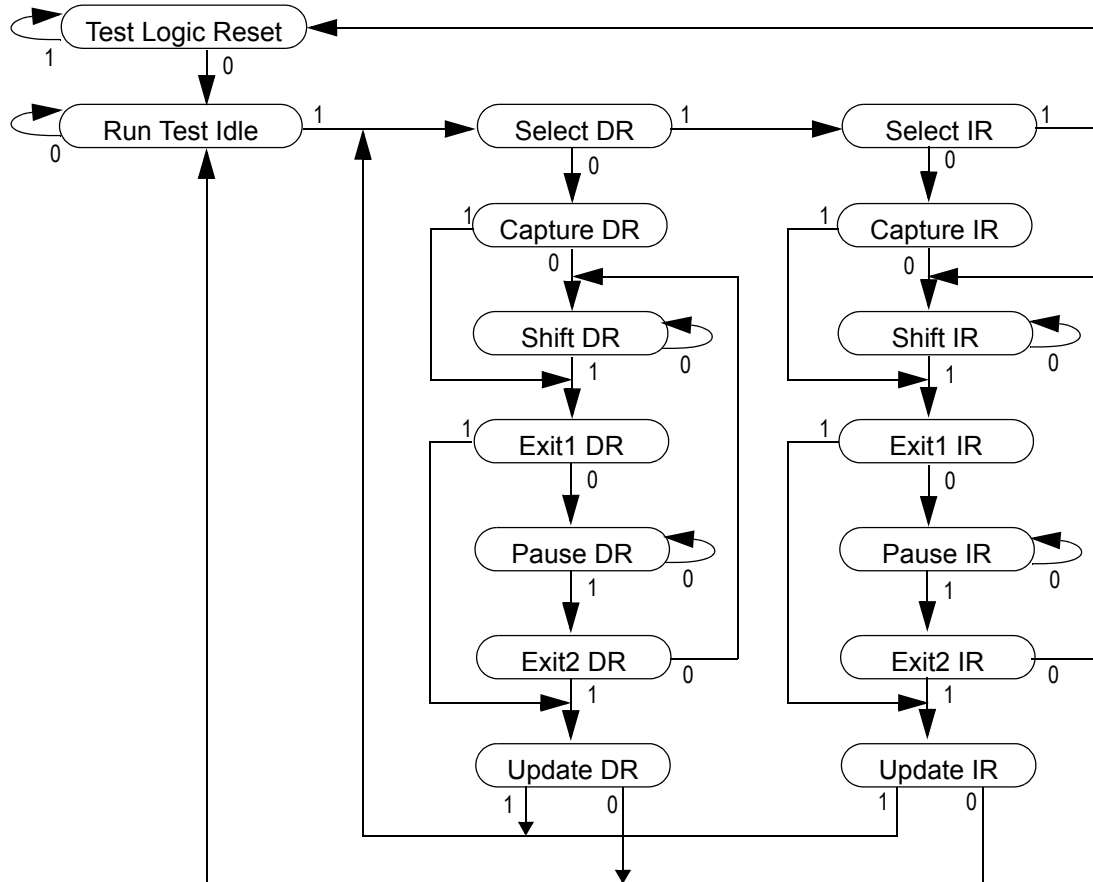 Test Logic Reset
1
0
Run Test Idle
1
0
Select DR
1
0
Select IR
1
0
1
Capture DR
0
1
Capture IR
0
Shift DR
0
1
Shift IR
0
1
1
Exit1 DR
0
1
Exit1 IR
0
Pause DR
0
1
Pause IR
0
1
Exit2 DR
0
1
Exit2 IR
0
1
Update DR
1
0
Update IR
1
0